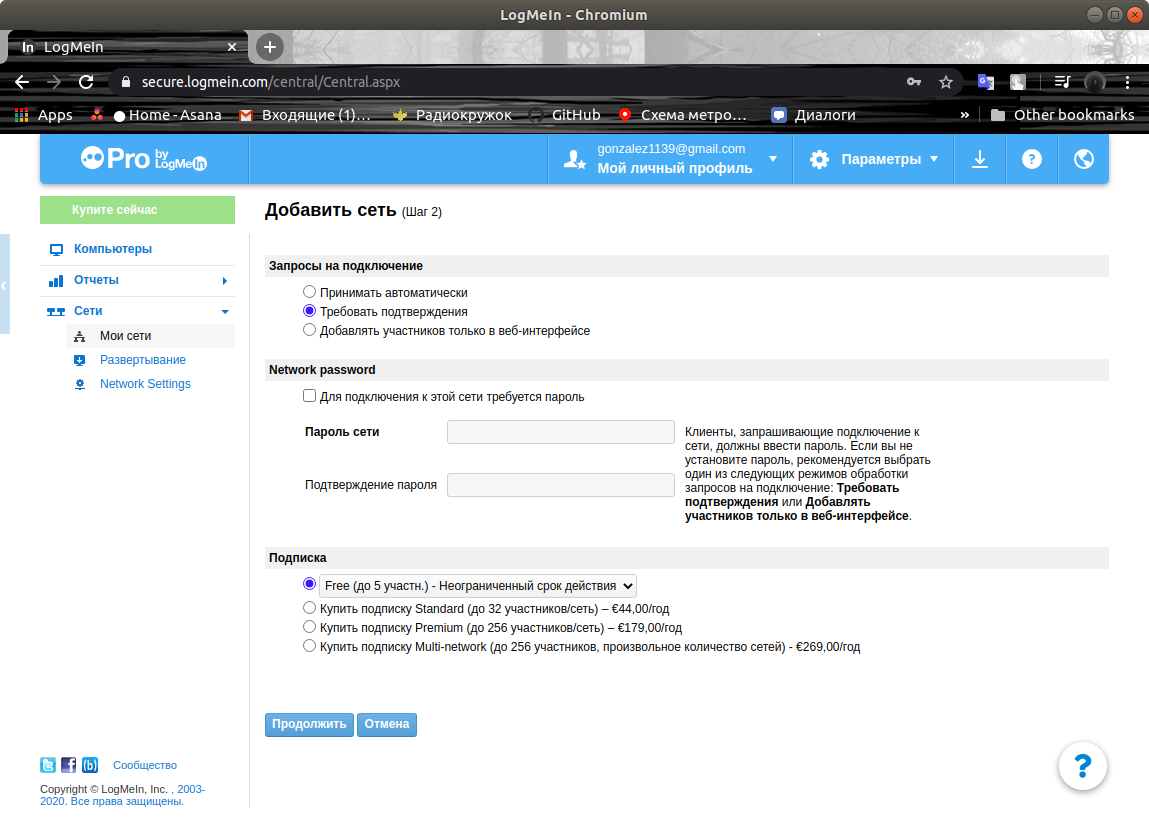 LogMeIn - Chromium
In LogMeIn
secure.logmein.com/central/Central.aspx
Apps
Home - Asana
Входящие (1)…
Радиокружок
GitHub
Схема метро…
Диалоги
»
Other bookmarks
Pro by LogMeIn
gonzalez1139@gmail.com
Мой личный профиль
Параметры
?
Купите сейчас
Добавить сеть (Шаг 2)
Компьютеры
Отчеты
Сети
Мои сети
Развертывание
Network Settings
Запросы на подключение
Принимать автоматически
Требовать подтверждения
Добавлять участников только в веб-интерфейсе
Network password
Для подключения к этой сети требуется пароль
Пароль сети
Подтверждение пароля
Клиенты, запрашивающие подключение к
сети, должны ввести пароль. Если вы не
установите пароль, рекомендуется выбрать
один из следующих режимов обработки
запросов на подключение: Требовать
подтверждения или Добавлять
участников только в веб-интерфейсе.
Подписка
Free (до 5 участн.) - Неограниченный срок действия
Купить подписку Standard (до 32 участников/сеть) – €44,00/год
Купить подписку Premium (до 256 участников/сеть) – €179,00/год
Купить подписку Multi-network (до 256 участников, произвольное количество сетей) - €269,00/год
Продолжить
Отмена
Сообщество
Copyright © LogMeIn, Inc. , 2003-
2020. Все права защищены.
?